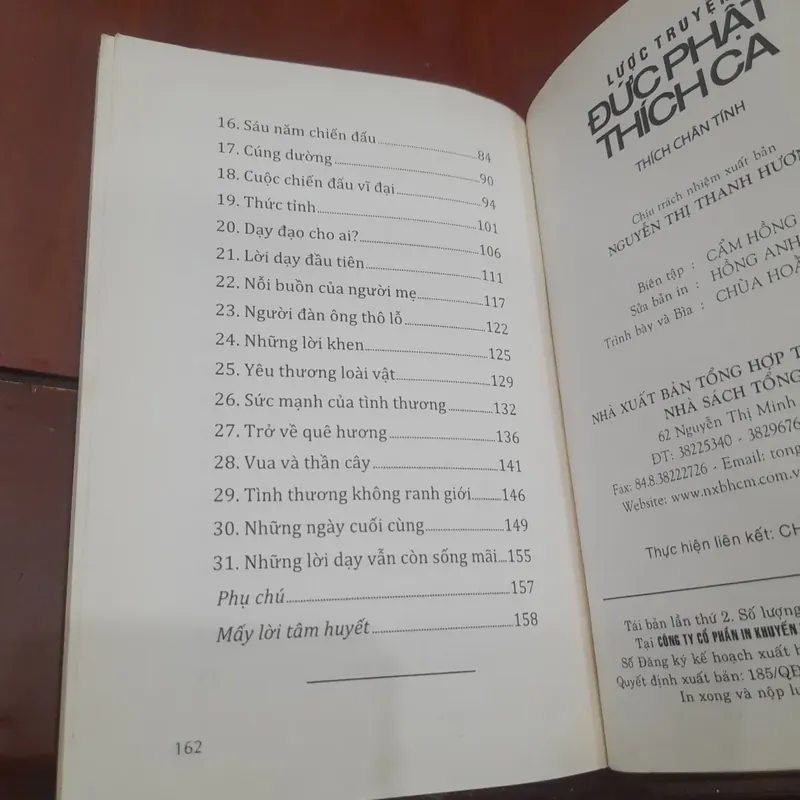 16. Sáu năm chiến đấu 84
17. Cúng dường 90
18. Cuộc chiến đấu vĩ đại 94
19. Thức tỉnh 101
20. Dạy đạo cho ai? 106
21. Lời dạy đầu tiên 111
22. Nỗi buồn của người mẹ 117
23. Người đàn ông thô lỗ 122
24. Những lời khen 125
25. Yêu thương loài vật 129
26. Sức mạnh của tình thương 132
27. Trở về quê hương 136
28. Vua và thần cây 141
29. Tình thương không ranh giới 146
30. Những ngày cuối cùng 149
31. Những lời dạy vẫn còn sống mãi 155
Phụ chú 157
Mấy lời tâm huyết 158
162
LƯỢC TRUYỆN
ĐỨC PHẬT
THÍCH CA
THÍCH CHÂN TÍNH
Chịu trách nhiệm xuất bản
NGUYỄN THỊ THANH HƯƠN
Biên tập : CẨM HỒNG
Sửa bản in : HỒNG ANH
Trình bày và Bìa : CHÙA HOẰ
NHÀ XUẤT BẢN TỔNG HỢP T
NHÀ SÁCH TỔNG
62 Nguyễn Thị Minh
ĐT: 38225340 - 3829676
Fax: 84.8.38222726 - Email: tong
Website: www.nxbhcm.com.v
Thực hiện liên kết: CH
Tái bản lần thứ 2. Số lượng
Tại CÔNG TY CỔ PHẦN IN KHUYẾN
Số Đăng ký kế hoạch xuất b
Quyết định xuất bản: 185/QĐ
In xong và nộp lư